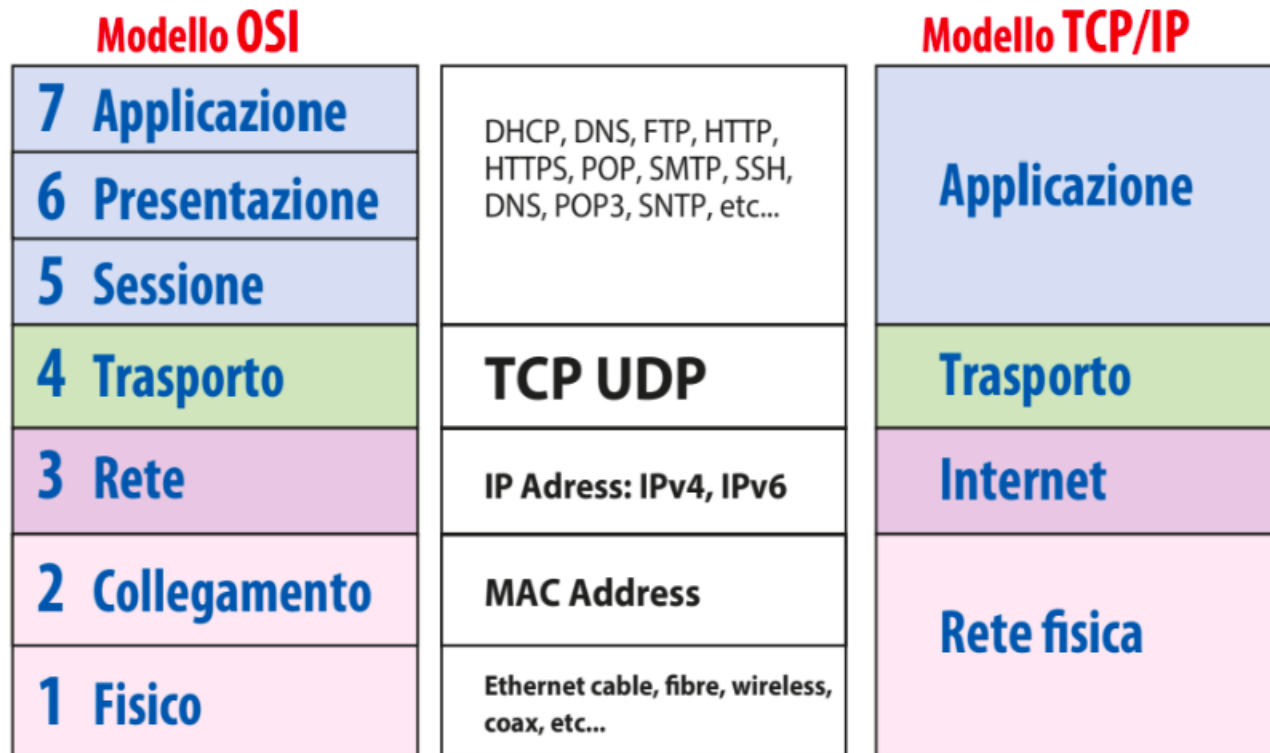 Modello OSI
7 Applicazione
6 Presentazione
5 Sessione
4 Trasporto
3 Rete
2 Collegamento
1 Fisico
DHCP, DNS, FTP, HTTP,
HTTPS, POP, SMTP, SSH,
DNS, POP3, SNTP, etc...
TCP UDP
IP Adress: IPv4, IPv6
MAC Address
Ethernet cable, fibre, wireless,
coax, etc...
Modello TCP/IP
Applicazione
Trasporto
Internet
Rete fisica